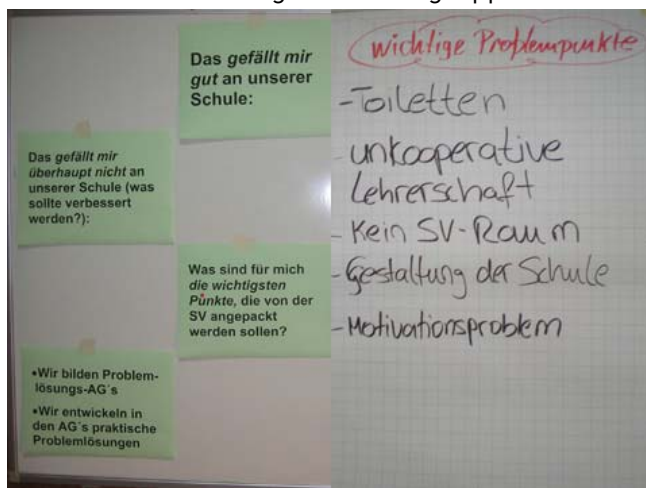 Das gefällt mir
gut an unserer
Schule:
Das gefällt mir
überhaupt nicht an
unserer Schule (was
sollte verbessert
werden?):
Was sind für mich
die wichtigsten
Punkte, die von der
SV angepackt
werden sollen?
•Wir bilden Problem-
lösungs-AG´s
•Wir entwickeln in
den AG´s praktische
Problemlösungen
wichtige Problempunkte
-Toiletten
-unkooperative
Lehrerschaft
-Kein SV-Raum
-Gestaltung der Schule
-Motivationsproblem